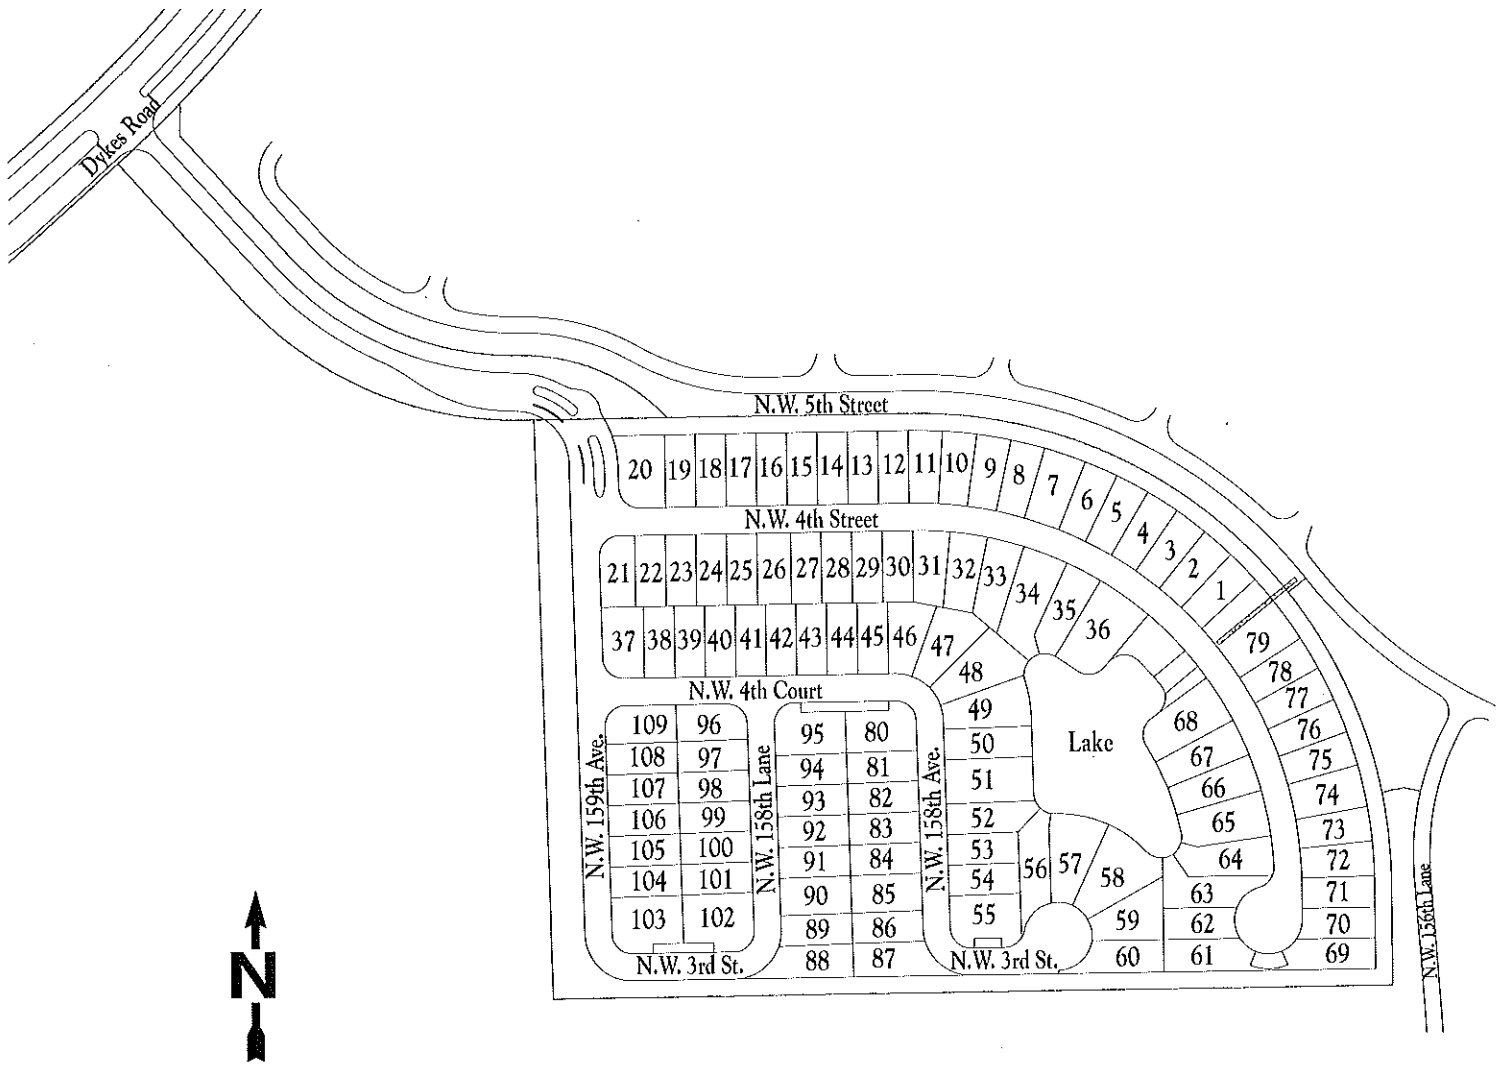 Dykes Road
N.W. 5th Street
20 19 18 17 16 15 14 13 12 11 10 9 8 7 6 5 4 3 2 1
N.W. 4th Street
21 22 23 24 25 26 27 28 29 30 31 32 33 34 35 36
37 38 39 40 41 42 43 44 45 46 47 48
79
78
77
76
75
74
73
72
71
70
69
N.W. 4th Court
49
50
51
52
53
54
55
56 57 58
59
60
Lake
68
67
66
65
64
63
62
61
109 96
108 97
107 98
106 99
105 100
104 101
103 102
95 80
94 81
93 82
92 83
91 84
90 85
89 86
88 87
N.W. 159th Ave.
N.W. 158th Lane
N.W. 158th Ave.
N.W. 156th Lane
N.W. 3rd St.
N.W. 3rd St.
N